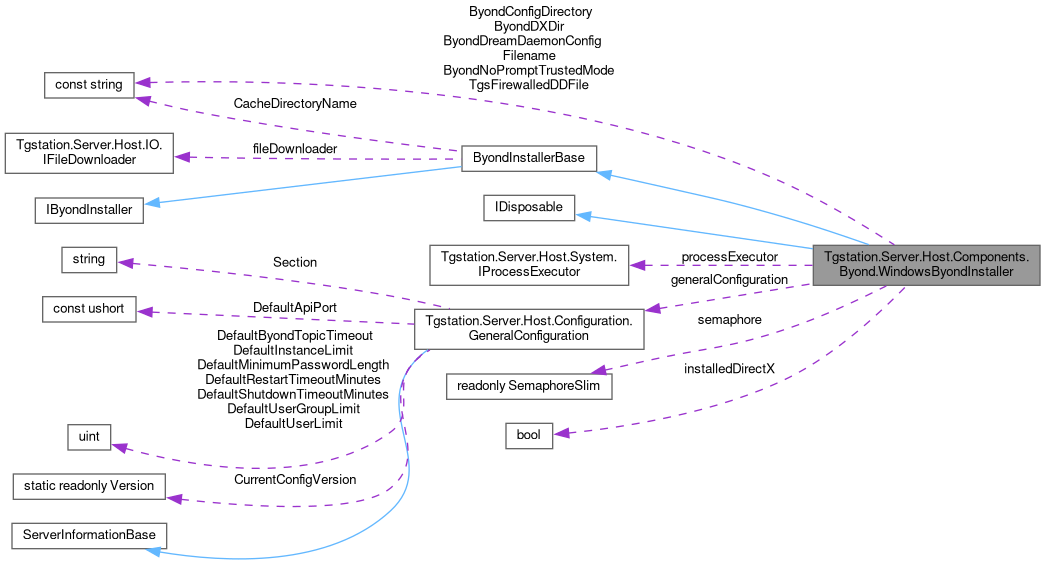 ByondConfigDirectory
ByondDXDir
ByondDreamDaemonConfig
Filename
ByondNoPromptTrustedMode
TgsFirewalledDDFile
const string
CacheDirectoryName
Tgstation.Server.Host.IO.
IFileDownloader
fileDownloader
ByondInstallerBase
IByondInstaller
IDisposable
string
Section
Tgstation.Server.Host.System.
IProcessExecutor
processExecutor
Tgstation.Server.Host.Components.
Byond.WindowsByondInstaller
generalConfiguration
const ushort
DefaultApiPort
Tgstation.Server.Host.Configuration.
GeneralConfiguration
semaphore
DefaultByondTopicTimeout
DefaultInstanceLimit
DefaultMinimumPasswordLength
DefaultRestartTimeoutMinutes
DefaultShutdownTimeoutMinutes
DefaultUserGroupLimit
DefaultUserLimit
readonly SemaphoreSlim
installedDirectX
uint
bool
static readonly Version
CurrentConfigVersion
ServerInformationBase